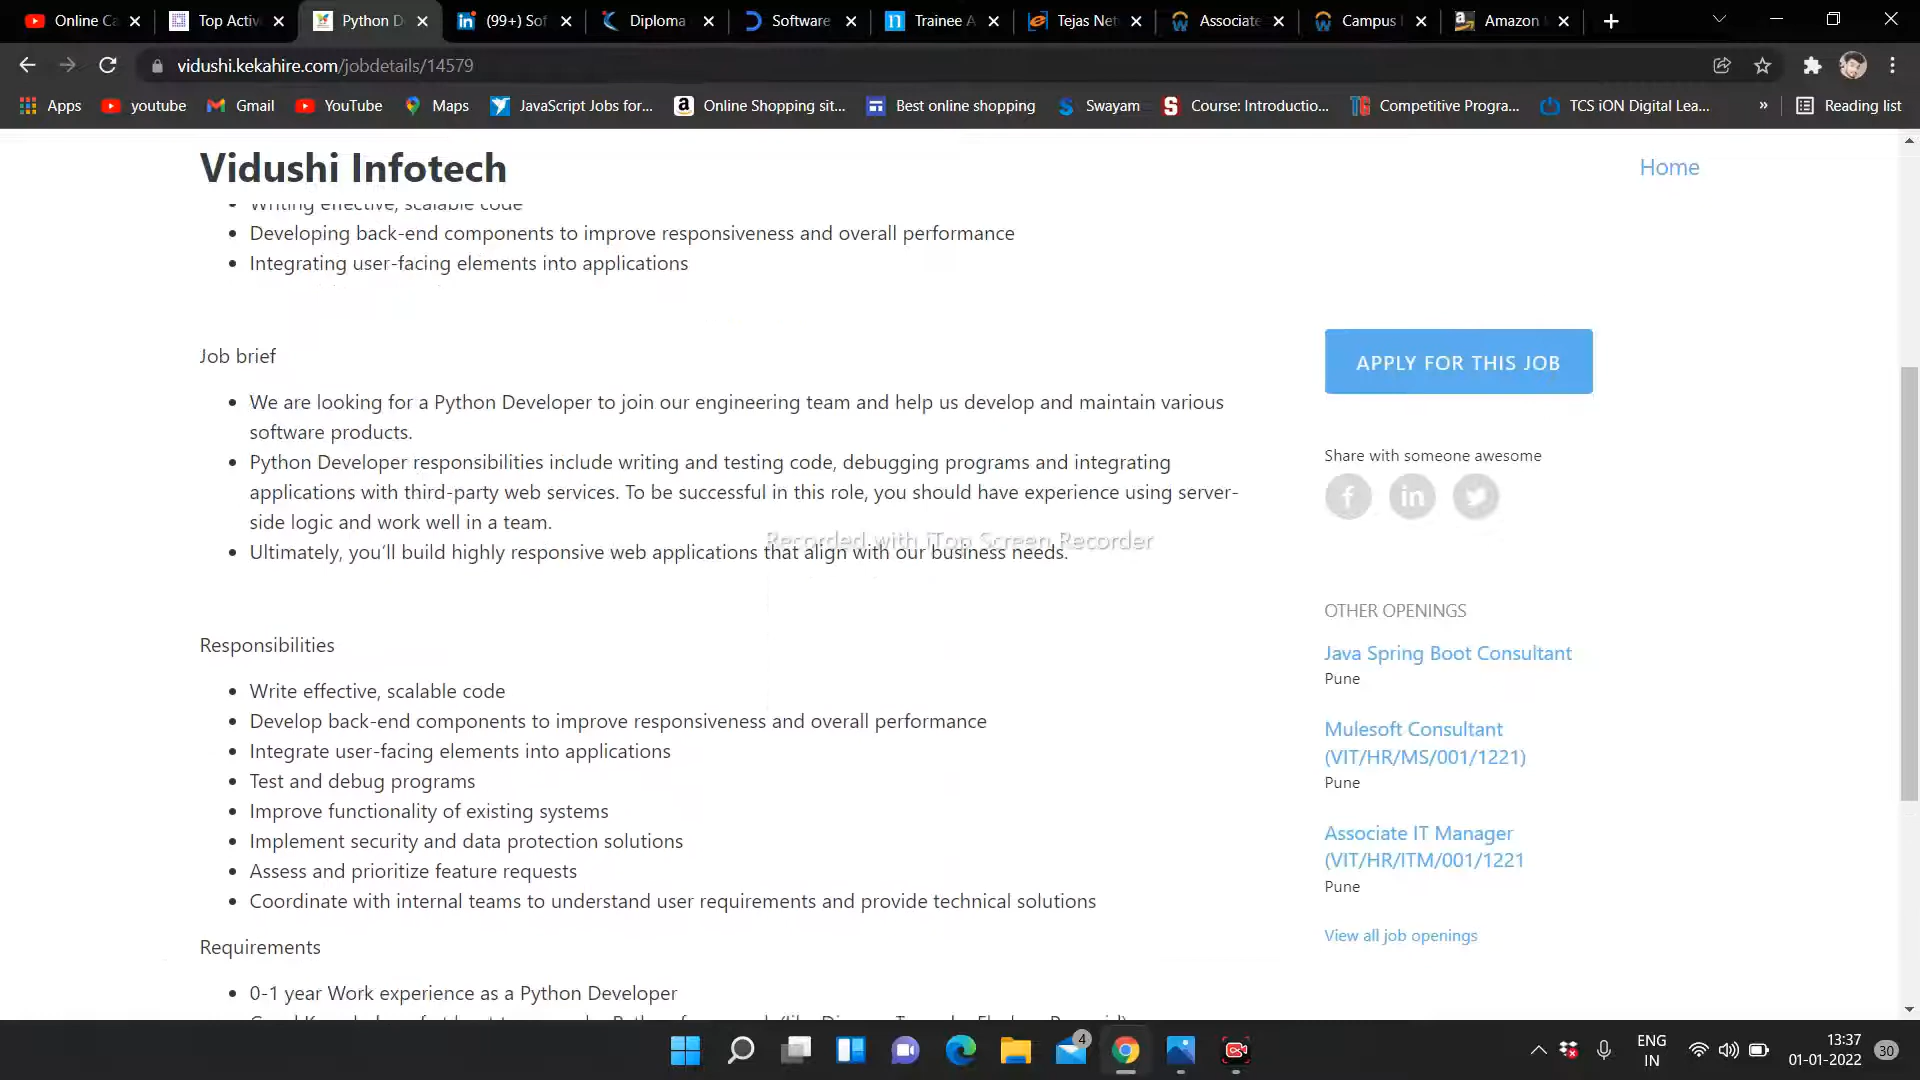 Online Ca
Top Activ
Python D
(99+) Sof
Diploma
Software
Trainee A
Tejas Net
Associate
Campus
Amazon
vidushi.kekahire.com/jobdetails/14579
Apps
youtube
Gmail
YouTube
Maps
JavaScript Jobs for...
Online Shopping sit...
Best online shopping
Swayam
Course: Introductio...
Competitive Progra...
TCS iON Digital Lea...
»
Reading list
Vidushi Infotech
Home
• Writing effective, scalable code
• Developing back-end components to improve responsiveness and overall performance
• Integrating user-facing elements into applications
Job brief
• We are looking for a Python Developer to join our engineering team and help us develop and maintain various
software products.
• Python Developer responsibilities include writing and testing code, debugging programs and integrating
applications with third-party web services. To be successful in this role, you should have experience using server-
side logic and work well in a team.
• Ultimately, you’ll build highly responsive web applications that align with our business needs.
Recorded with iTop Screen Recorder
Responsibilities
• Write effective, scalable code
• Develop back-end components to improve responsiveness and overall performance
• Integrate user-facing elements into applications
• Test and debug programs
• Improve functionality of existing systems
• Implement security and data protection solutions
• Assess and prioritize feature requests
• Coordinate with internal teams to understand user requirements and provide technical solutions
Requirements
• 0-1 year Work experience as a Python Developer
APPLY FOR THIS JOB
Share with someone awesome
OTHER OPENINGS
Java Spring Boot Consultant
Pune
Mulesoft Consultant
(VIT/HR/MS/001/1221)
Pune
Associate IT Manager
(VIT/HR/ITM/001/1221
Pune
View all job openings
4
ENG
IN
13:37
01-01-2022
30